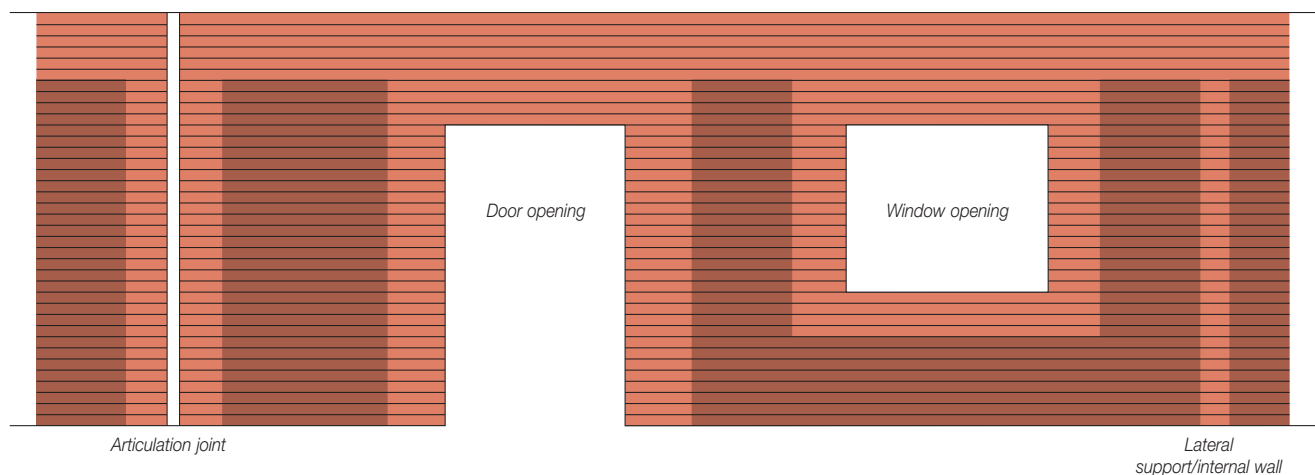 Door opening
Window opening
Articulation joint
Lateral
support/internal wall